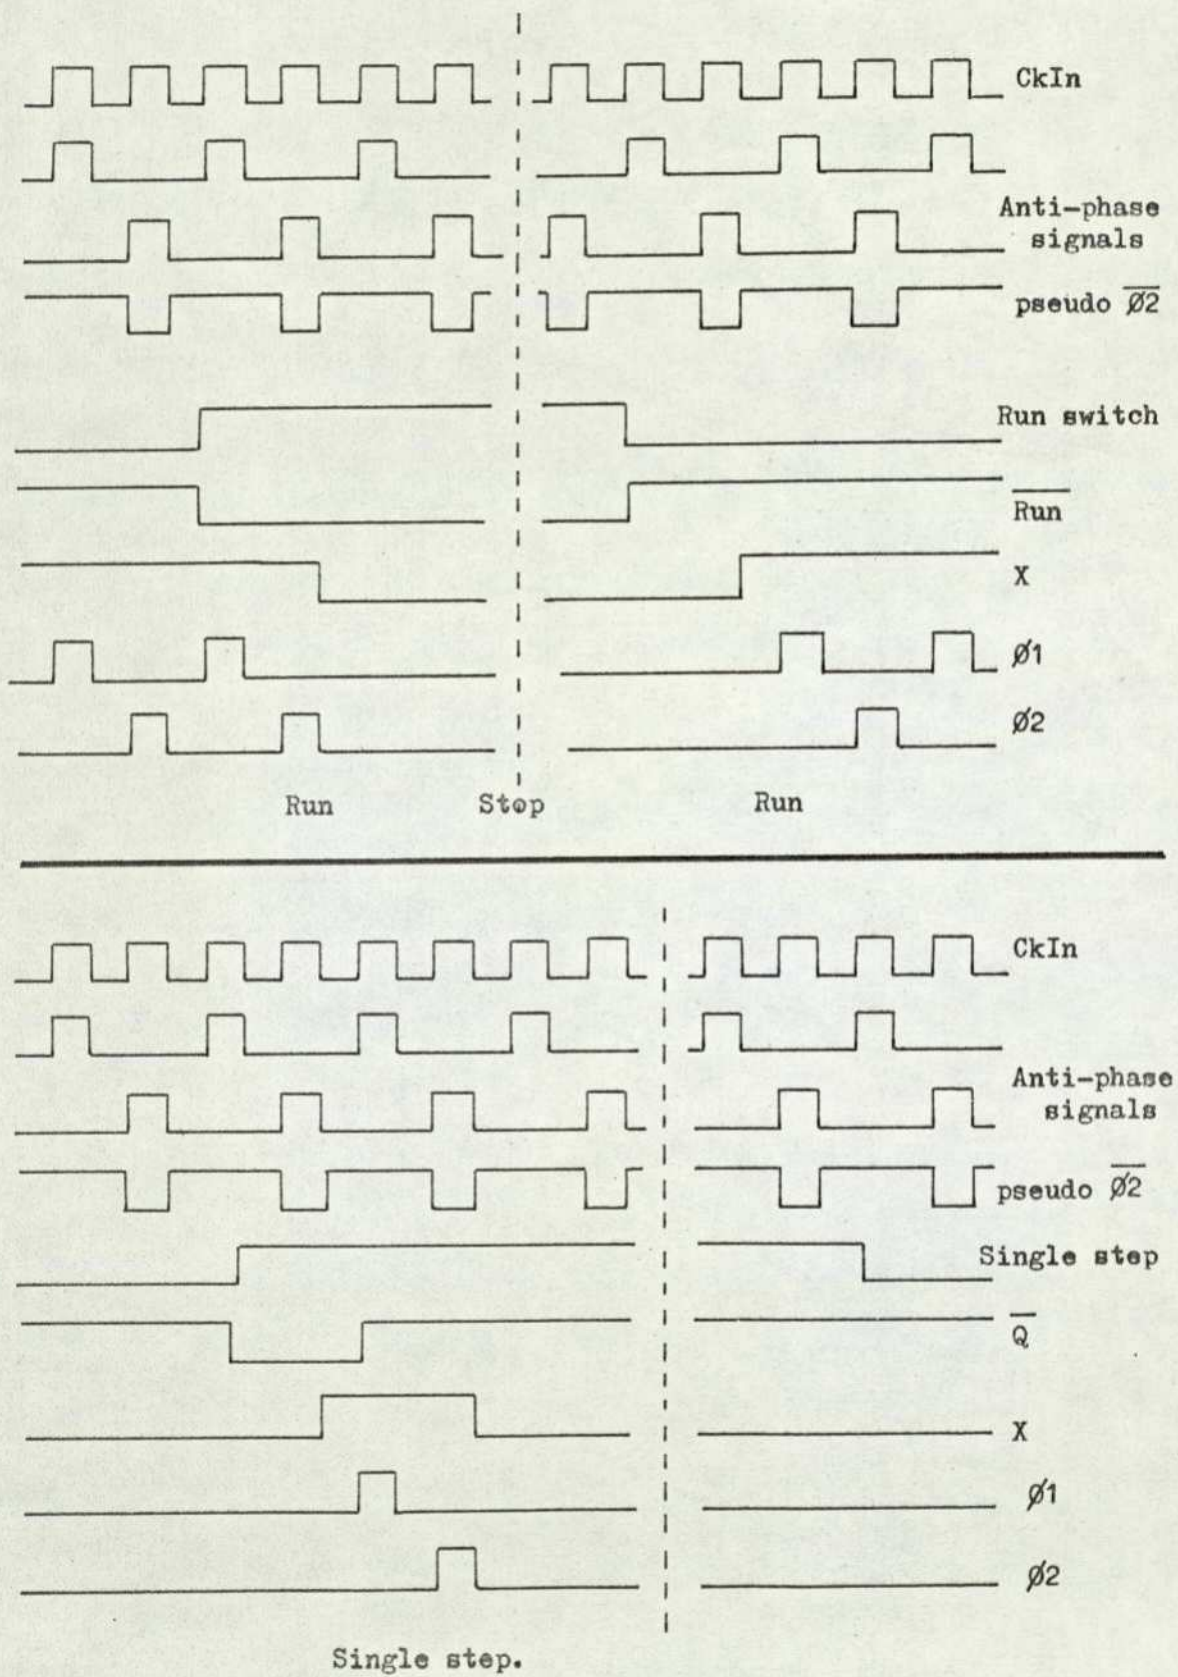 CkIn
Anti-phase
signals
pseudo Ø2̅
Run switch
R̅u̅n̅
X
Ø1
Ø2
Run Stop Run
CkIn
Anti-phase
signals
pseudo Ø2̅
Single step
Q̅
X
Ø1
Ø2
Single step.